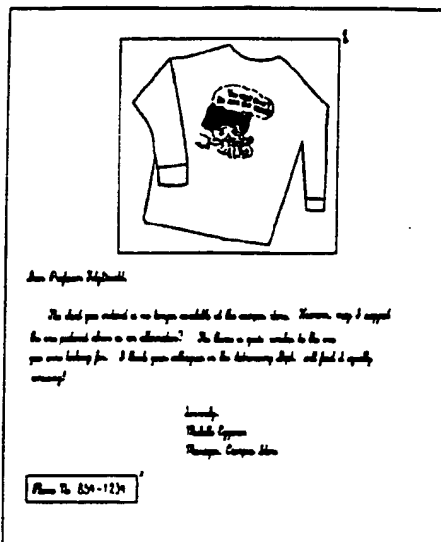 Dear Professor
The shirt you ordered is no longer available at the campus store. However, may I suggest
the one pictured above as an alternative? The theme is quite similar to the one
you were looking for. I think your colleagues in the Astronomy Dept. will find it equally
amusing!
Sincerely,
Michele
Manager, Campus Store
Phone No 834-1234